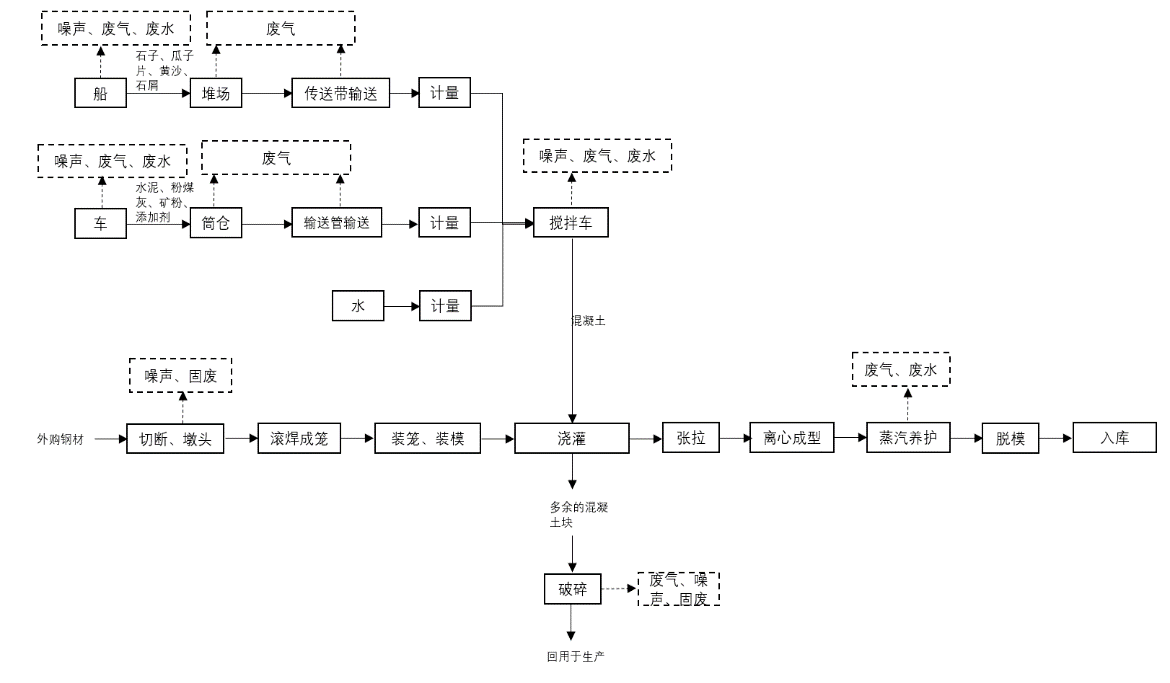 噪声、废气、废水
废气
石子、瓜子
片、黄沙、
石屑
船
堆场
传送带输送
计量
噪声、废气、废水
废气
噪声、废气、废水
水泥、粉煤
灰、矿粉、
添加剂
车
筒仓
输送管输送
计量
搅拌车
水
计量
混凝土
噪声、固废
废气、废水
外购钢材
切断、墩头
滚焊成笼
装笼、装模
浇灌
张拉
离心成型
蒸汽养护
脱模
入库
多余的混凝
土块
破碎
废气、噪
声、固废
回用于生产